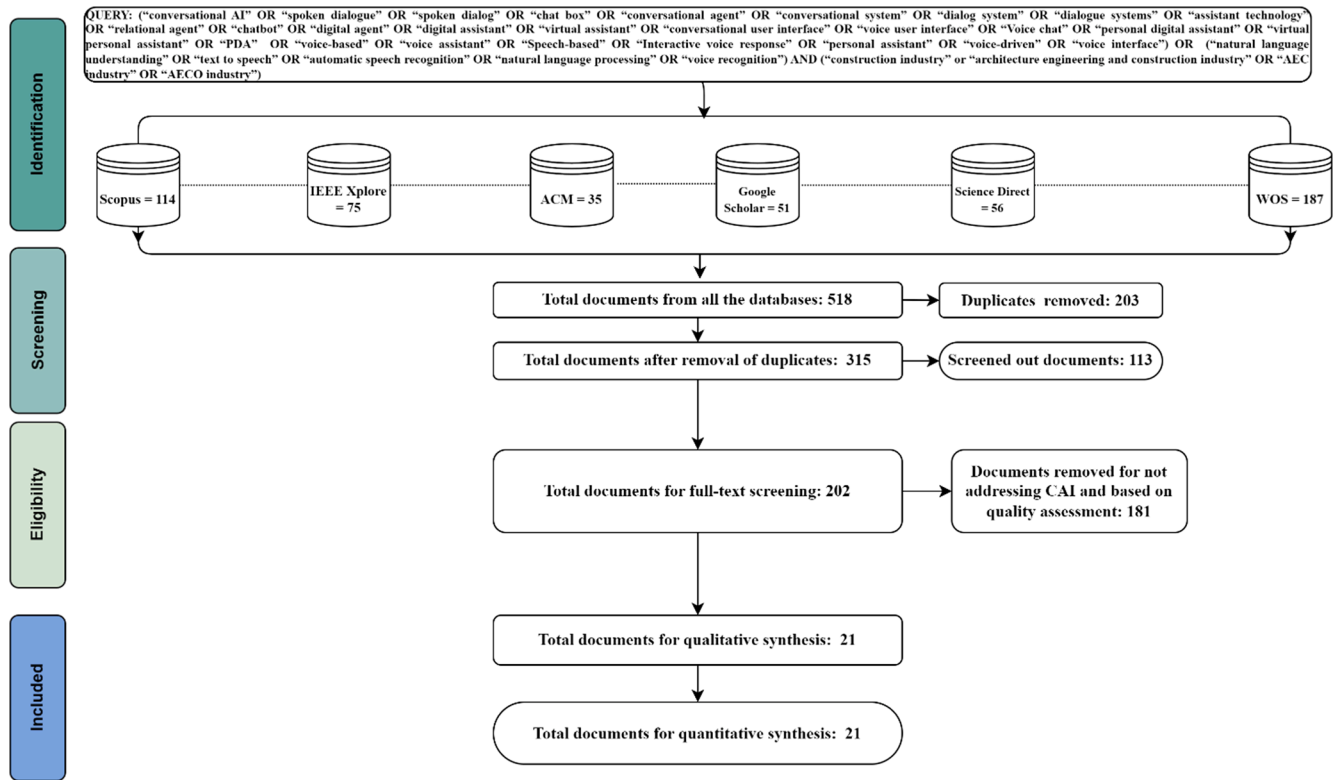 QUERY: (“conversational AI” OR “spoken dialogue” OR “spoken dialog” OR “chat box” OR “conversational agent” OR “conversational system” OR “dialog system” OR “dialogue systems” OR “assistant technology”
OR “relational agent” OR “chatbot” OR “digital agent” OR “digital assistant” OR “virtual assistant” OR “conversational user interface” OR “voice user interface” OR “Voice chat” OR “personal digital assistant” OR “virtual
personal assistant” OR “PDA” OR “voice-based” OR “voice assistant” OR “Speech-based” OR “Interactive voice response” OR “personal assistant” OR “voice-driven” OR “voice interface”) OR (“natural language
understanding” OR “text to speech” OR “automatic speech recognition” OR “natural language processing” OR “voice recognition”) AND (“construction industry” or “architecture engineering and construction industry” OR “AEC
industry” OR “AECO industry”)
Identification
Scopus = 114
IEEE Xplore
= 75
ACM = 35
Google
Scholar = 51
Science Direct
= 56
WOS = 187
Screening
Total documents from all the databases: 518
Duplicates removed: 203
Total documents after removal of duplicates: 315
Screened out documents: 113
Eligibility
Total documents for full-text screening: 202
Documents removed for not
addressing CAI and based on
quality assessment: 181
Included
Total documents for qualitative synthesis: 21
Total documents for quantitative synthesis: 21